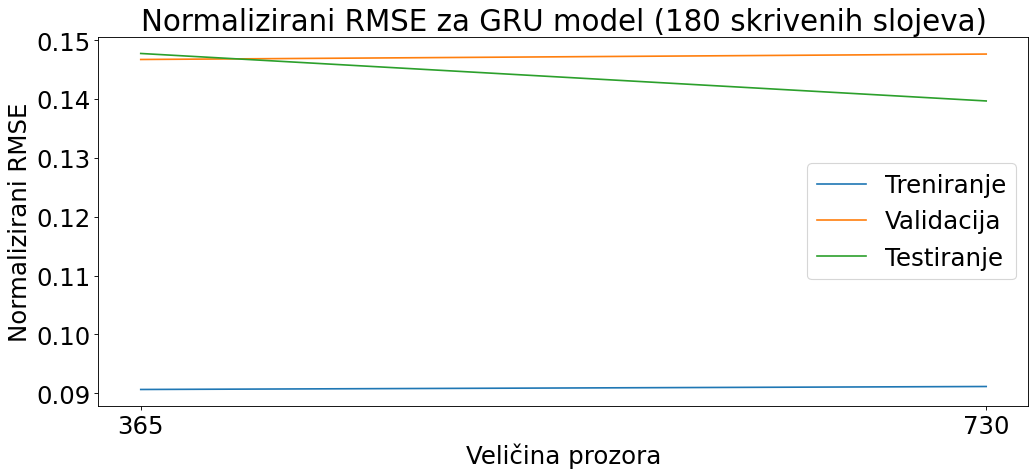 Normalizirani RMSE za GRU model (180 skrivenih slojeva)
Normalizirani RMSE
0.15
0.14
0.13
0.12
0.11
0.10
0.09
Treniranje
Validacija
Testiranje
365
730
Veličina prozora